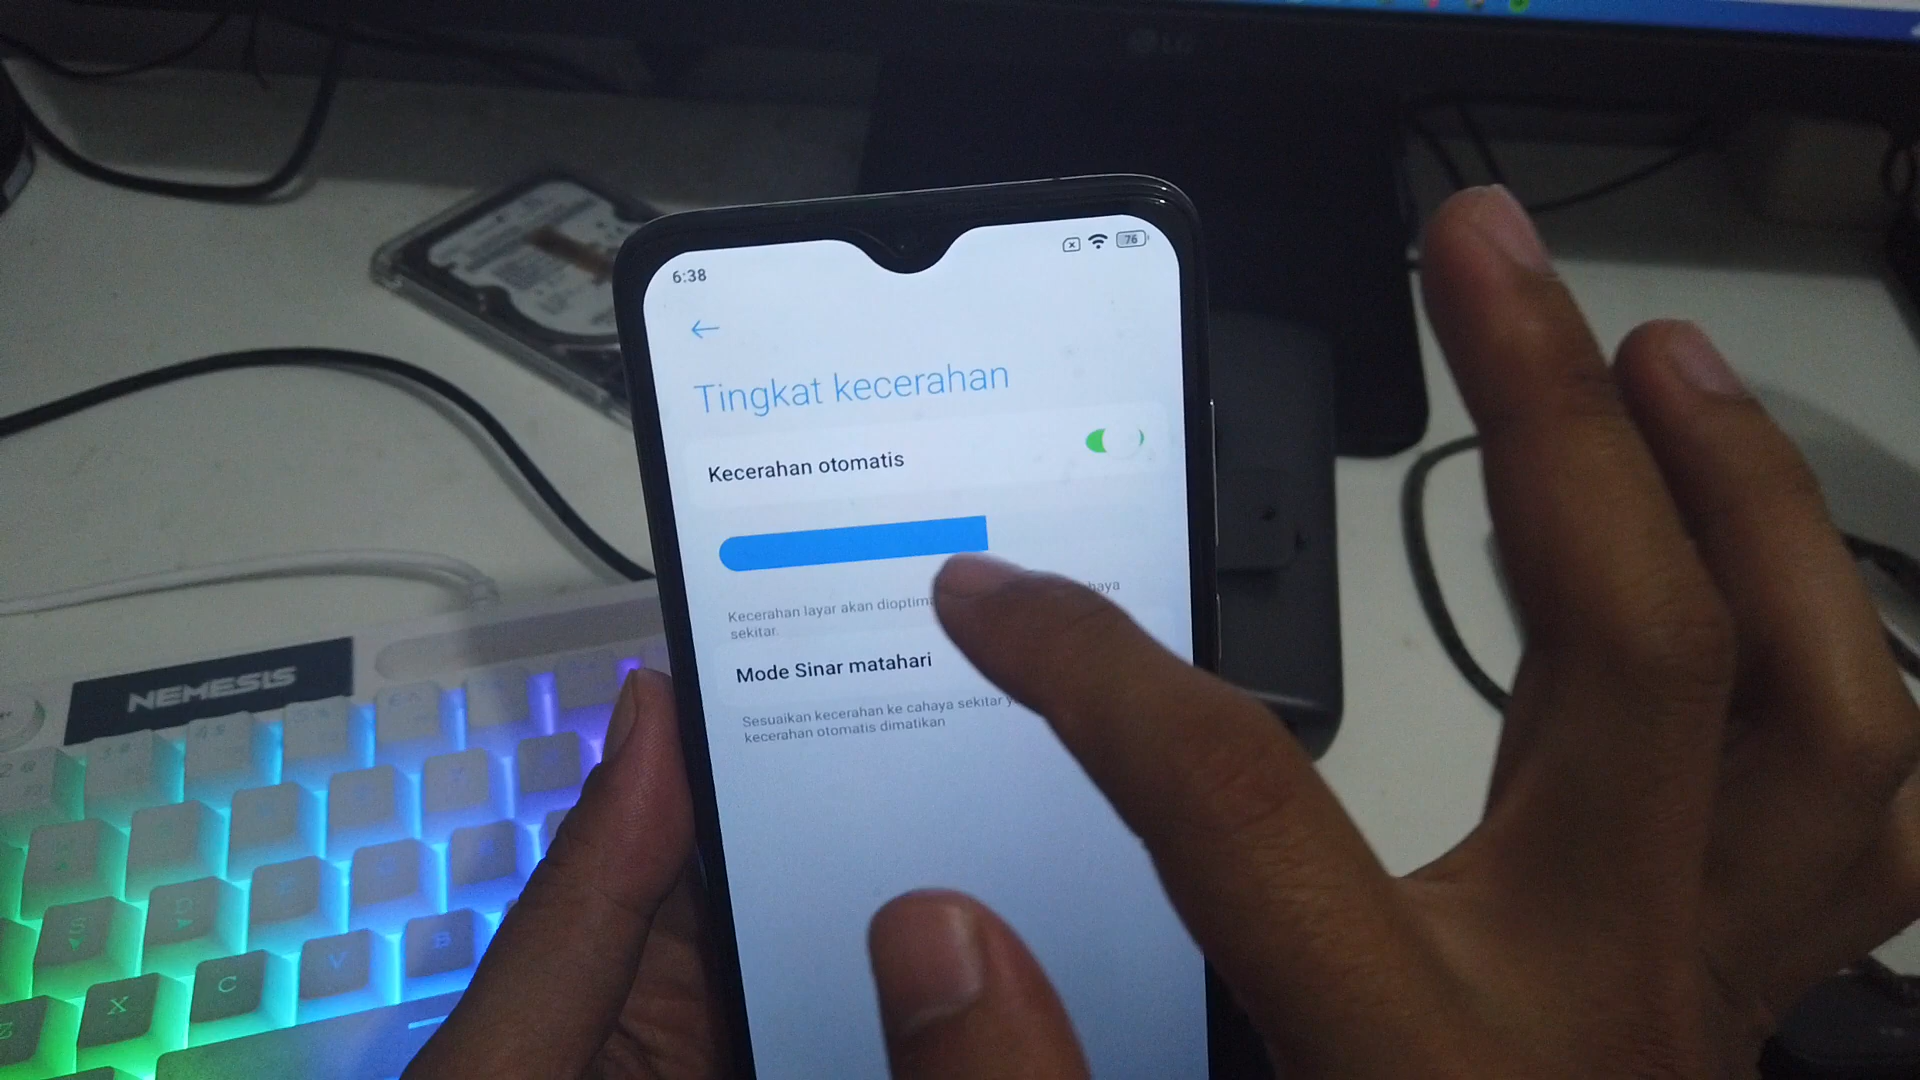 LG
6:38
76
Tingkat kecerahan
Kecerahan otomatis
Kecerahan layar akan
sekitar.
Mode Sinar matahari
Sesuaikan kecerahan ke cahaya sekitar
kecerahan otomatis dimatikan
NEMESIS
S
D
X
C
V
B